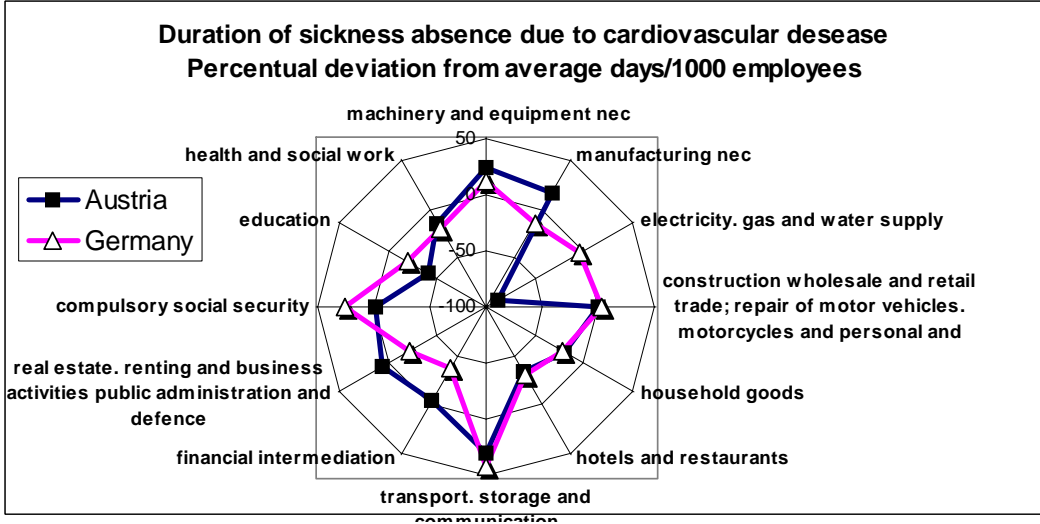 Duration of sickness absence due to cardiovascular desease
Percentual deviation from average days/1000 employees
machinery and equipment nec
50
0
-50
-100
health and social work
manufacturing nec
Austria
Germany
education
electricity. gas and water supply
compulsory social security
construction wholesale and retail
trade; repair of motor vehicles.
motorcycles and personal and
real estate. renting and business
activities public administration and
defence
household goods
financial intermediation
hotels and restaurants
transport. storage and
communication